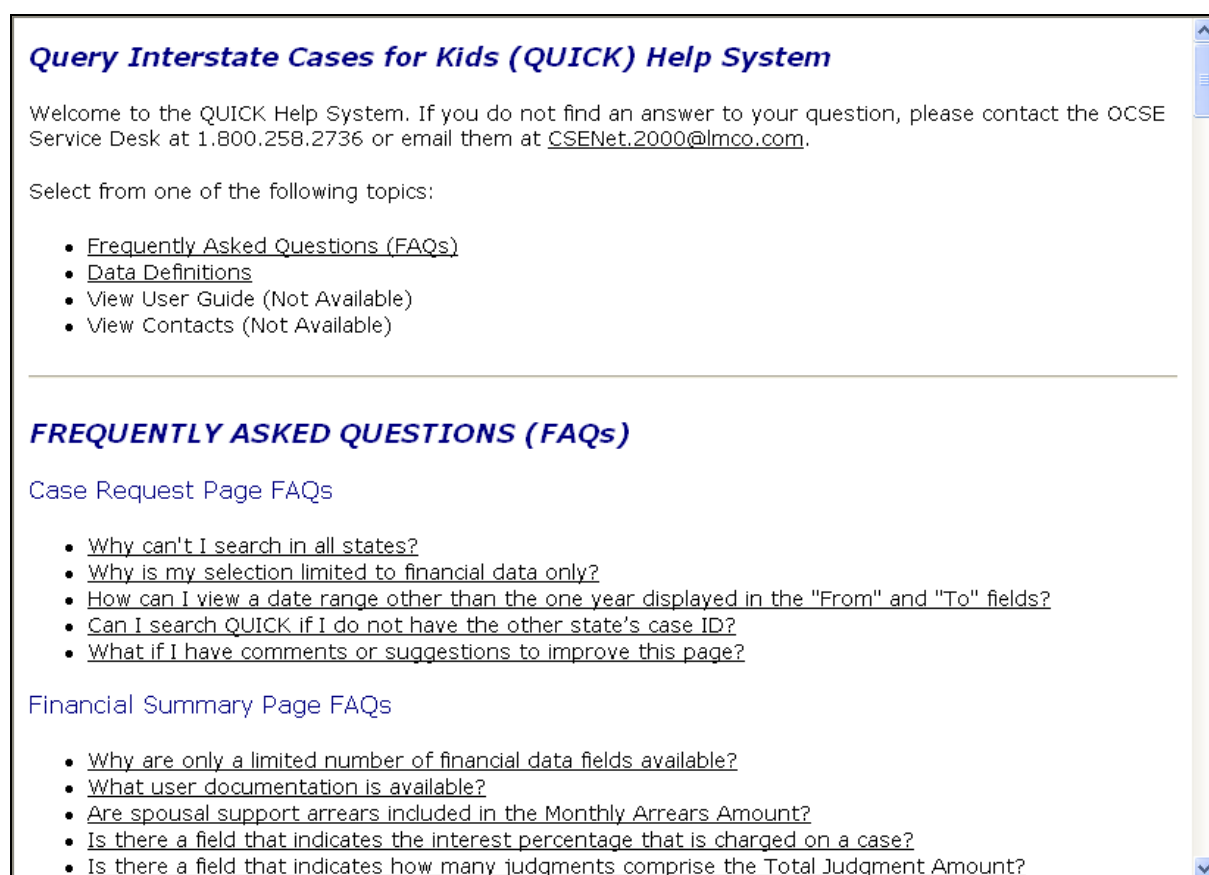 Query Interstate Cases for Kids (QUICK) Help System
Welcome to the QUICK Help System. If you do not find an answer to your question, please contact the OCSE
Service Desk at 1.800.258.2736 or email them at CSENet.2000@lmco.com.
Select from one of the following topics:
• Frequently Asked Questions (FAQs)
• Data Definitions
• View User Guide (Not Available)
• View Contacts (Not Available)
FREQUENTLY ASKED QUESTIONS (FAQs)
Case Request Page FAQs
• Why can't I search in all states?
• Why is my selection limited to financial data only?
• How can I view a date range other than the one year displayed in the "From" and "To" fields?
• Can I search QUICK if I do not have the other state's case ID?
• What if I have comments or suggestions to improve this page?
Financial Summary Page FAQs
• Why are only a limited number of financial data fields available?
• What user documentation is available?
• Are spousal support arrears included in the Monthly Arrears Amount?
• Is there a field that indicates the interest percentage that is charged on a case?
• Is there a field that indicates how many judgments comprise the Total Judgment Amount?